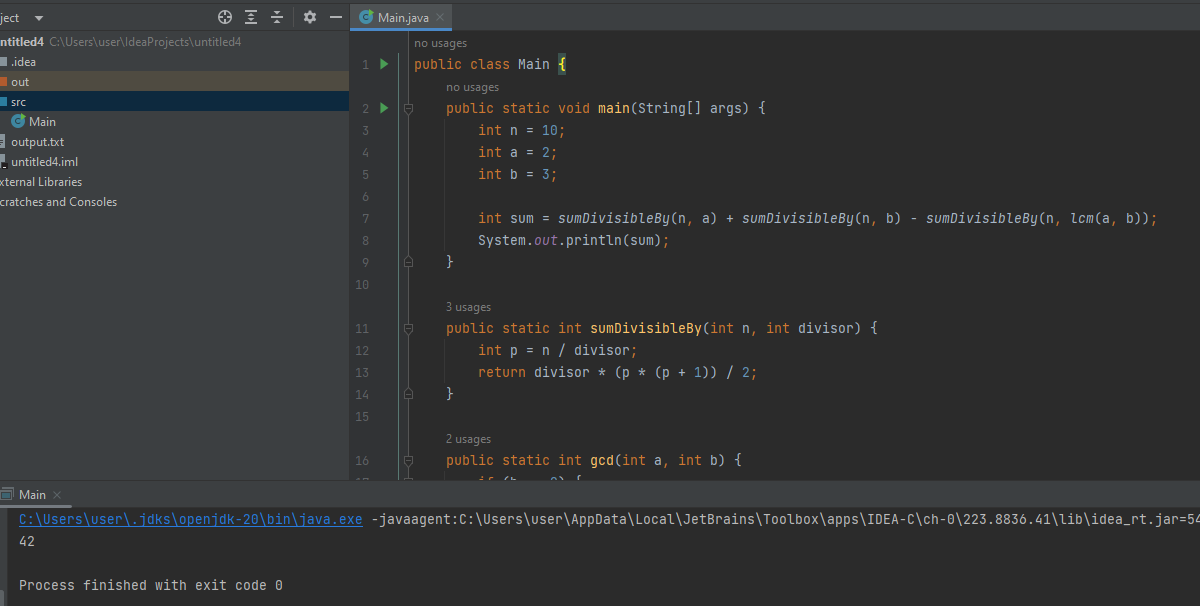 ject
Main.java
ntitled4 C:\Users\user\IdeaProjects\untitled4
.idea
out
src
Main
output.txt
untitled4.iml
xternal Libraries
cratches and Consoles
no usages
1 public class Main {
no usages
2 public static void main(String[] args) {
3 int n = 10;
4 int a = 2;
5 int b = 3;
6
7 int sum = sumDivisibleBy(n, a) + sumDivisibleBy(n, b) - sumDivisibleBy(n, lcm(a, b));
8 System.out.println(sum);
9 }
10
3 usages
11 public static int sumDivisibleBy(int n, int divisor) {
12 int p = n / divisor;
13 return divisor * (p * (p + 1)) / 2;
14 }
15
2 usages
16 public static int gcd(int a, int b) {
Main
C:\Users\user\.jdks\openjdk-20\bin\java.exe -javaagent:C:\Users\user\AppData\Local\JetBrains\Toolbox\apps\IDEA-C\ch-0\223.8836.41\lib\idea_rt.jar=54
42
Process finished with exit code 0